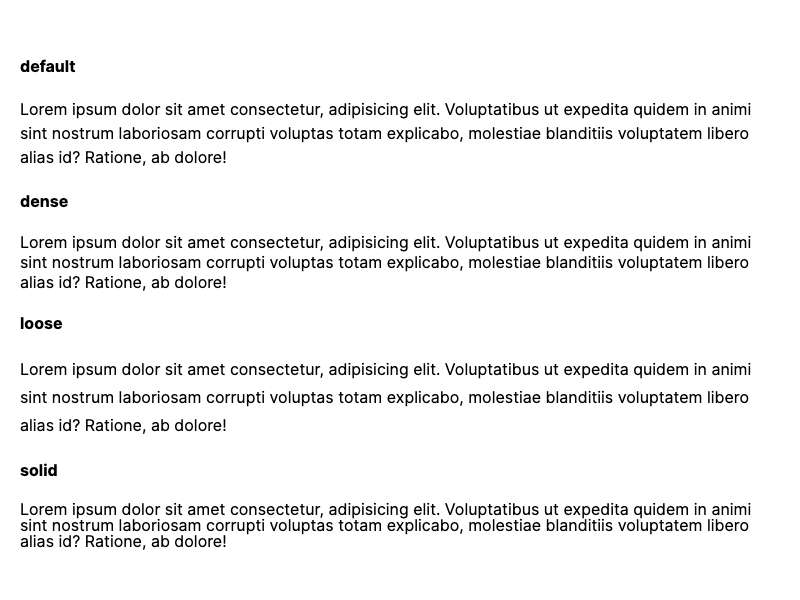 default
Lorem ipsum dolor sit amet consectetur, adipisicing elit. Voluptatibus ut expedita quidem in animi
sint nostrum laboriosam corrupti voluptas totam explicabo, molestiae blanditiis voluptatem libero
alias id? Ratione, ab dolore!
dense
Lorem ipsum dolor sit amet consectetur, adipisicing elit. Voluptatibus ut expedita quidem in animi
sint nostrum laboriosam corrupti voluptas totam explicabo, molestiae blanditiis voluptatem libero
alias id? Ratione, ab dolore!
loose
Lorem ipsum dolor sit amet consectetur, adipisicing elit. Voluptatibus ut expedita quidem in animi
sint nostrum laboriosam corrupti voluptas totam explicabo, molestiae blanditiis voluptatem libero
alias id? Ratione, ab dolore!
solid
Lorem ipsum dolor sit amet consectetur, adipisicing elit. Voluptatibus ut expedita quidem in animi
sint nostrum laboriosam corrupti voluptas totam explicabo, molestiae blanditiis voluptatem libero
alias id? Ratione, ab dolore!